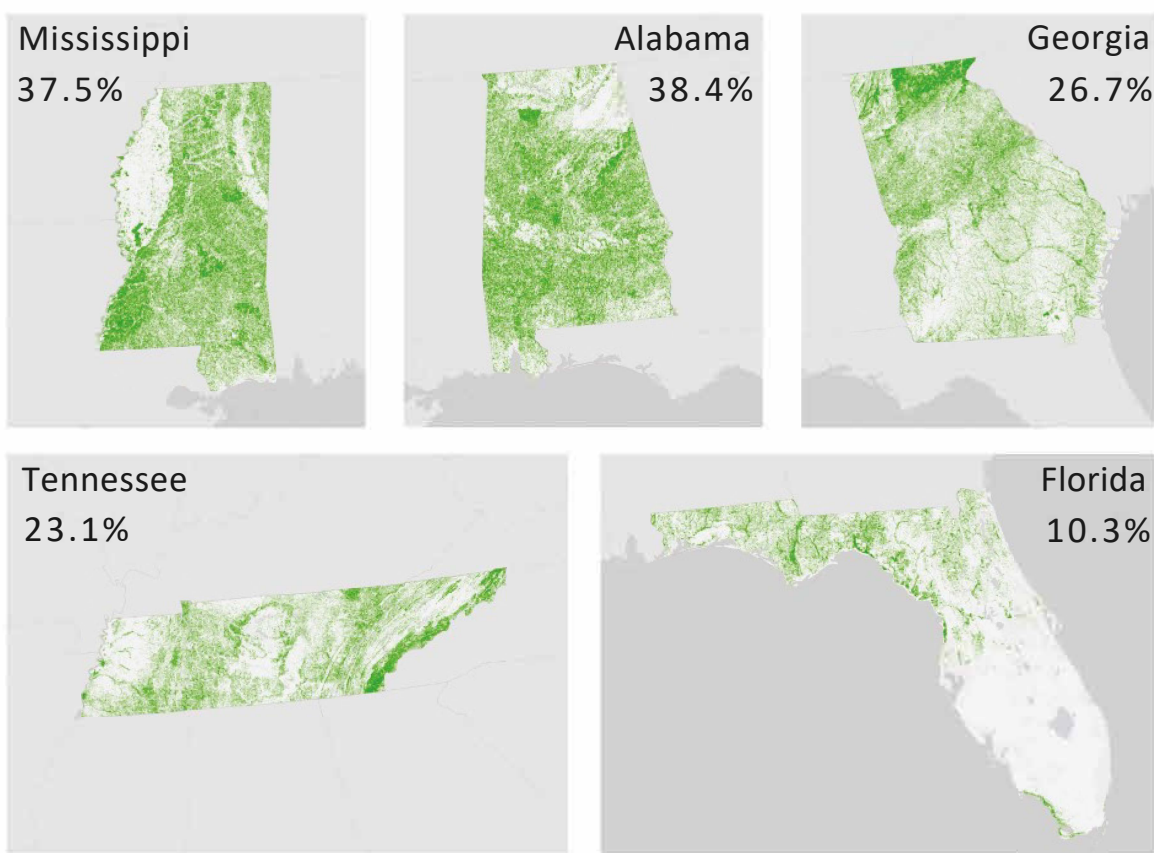 Mississippi
37.5%
Alabama
38.4%
Georgia
26.7%
Tennessee
23.1%
Florida
10.3%